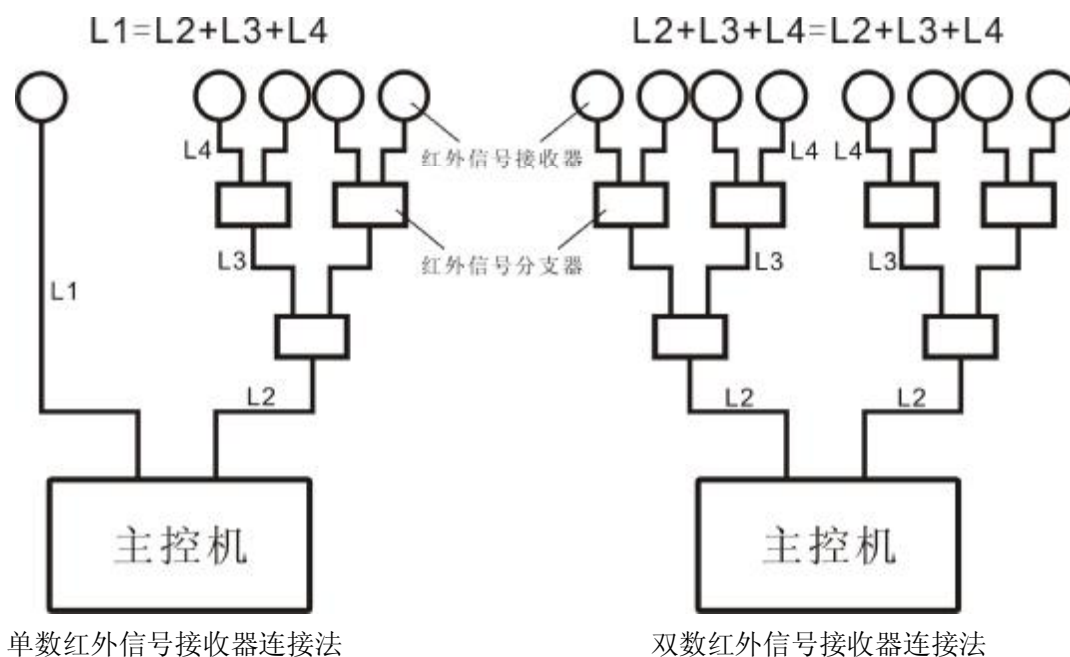 L1=L2+L3+L4
L2+L3+L4=L2+L3+L4
L4
红外信号接收器
L4
L4
L3
红外信号分支器
L3
L3
L1
L2
L2
L2
主控机
主控机
单数红外信号接收器连接法
双数红外信号接收器连接法